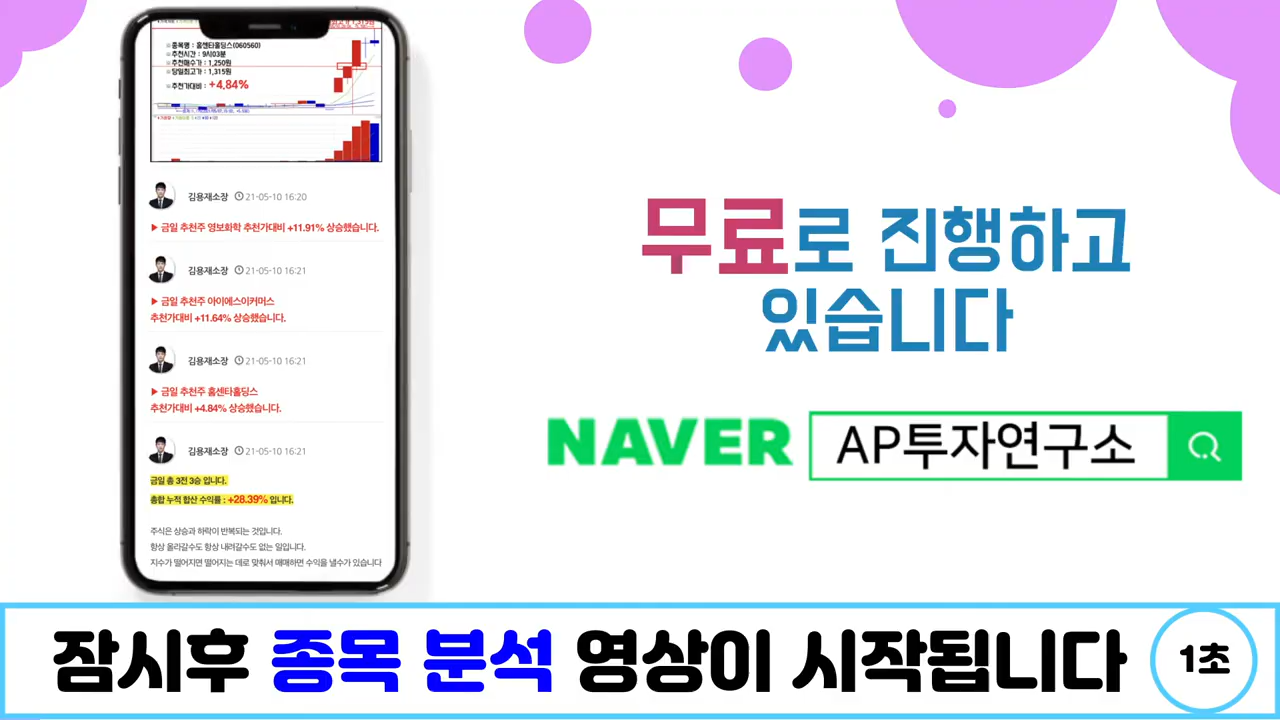 종목명 : 홈센타홀딩스(060560)
추천시간 : 9시03분
추천매수가 : 1,250원
당일최고가 : 1,315원
추천가대비 : +4.84%
김용재소장 21-05-10 16:20
▶ 금일 추천주 영보화학 추천가대비 +11.91% 상승했습니다.
김용재소장 21-05-10 16:21
▶ 금일 추천주 아이에스이커머스
추천가대비 +11.64% 상승했습니다.
김용재소장 21-05-10 16:21
▶ 금일 추천주 홈센타홀딩스
추천가대비 +4.84% 상승했습니다.
김용재소장 21-05-10 16:21
금일 총 3전 3승 입니다.
총합 누적 합산 수익률 : +28.39% 입니다.
주식은 상승과 하락이 반복되는 것입니다.
항상 올라갈수도 항상 내려갈수도 없는 일입니다.
지수가 떨어지면 떨어지는 데로 맞춰서 매매하면 수익을 낼수가 있습니다
무료로 진행하고
있습니다
NAVER AP투자연구소
잠시후 종목 분석 영상이 시작됩니다 1초